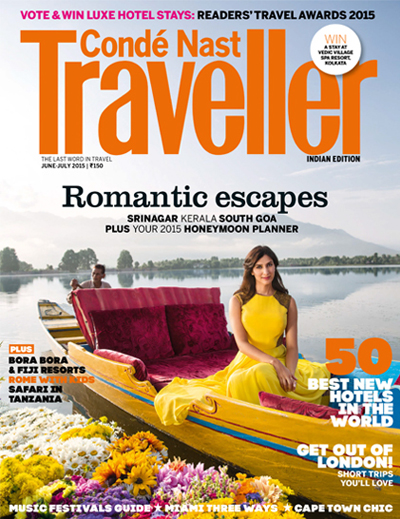 VOTE & WIN LUXE HOTEL STAYS: READERS' TRAVEL AWARDS 2015
Condé Nast
Traveller
WIN
A STAY AT
VEDIC VILLAGE
SPA RESORT,
KOLKATA
THE LAST WORD IN TRAVEL
JUNE-JULY 2015 | ₹150
INDIAN EDITION
Romantic escapes
SRINAGAR KERALA SOUTH GOA
PLUS YOUR 2015 HONEYMOON PLANNER
PLUS
BORA BORA
& FIJI RESORTS
ROME WITH KIDS
SAFARI IN
TANZANIA
50
BEST NEW
HOTELS
IN THE
WORLD
GET OUT OF
LONDON!
SHORT TRIPS
YOU'LL LOVE
MUSIC FESTIVALS GUIDE ★ MIAMI THREE WAYS ★ CAPE TOWN CHIC